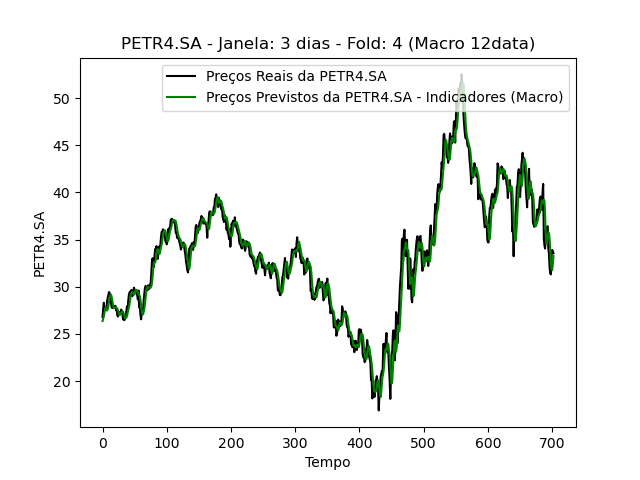 PETR4.SA - Janela: 3 dias - Fold: 4 (Macro 12data)
Preços Reais da PETR4.SA
Preços Previstos da PETR4.SA - Indicadores (Macro)
PETR4.SA
50
45
40
35
30
25
20
0 100 200 300 400 500 600 700
Tempo